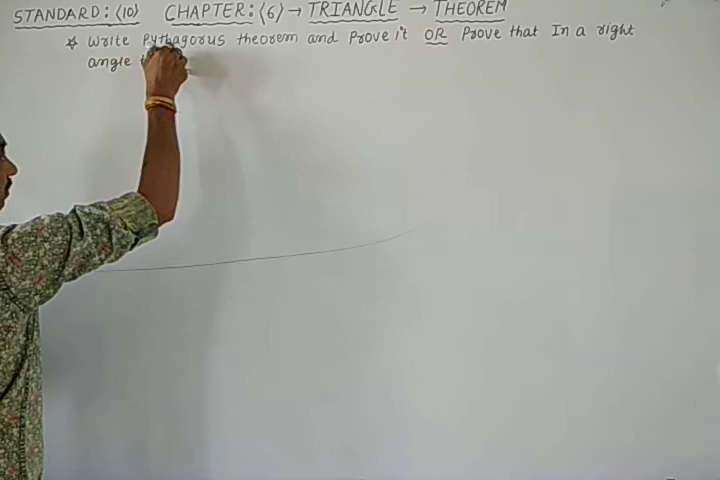 STANDARD: <10> CHAPTER: <6> → TRIANGLE → THEOREM
☆ Write Pythagorus theorem and Prove it OR Prove that In a right
angle